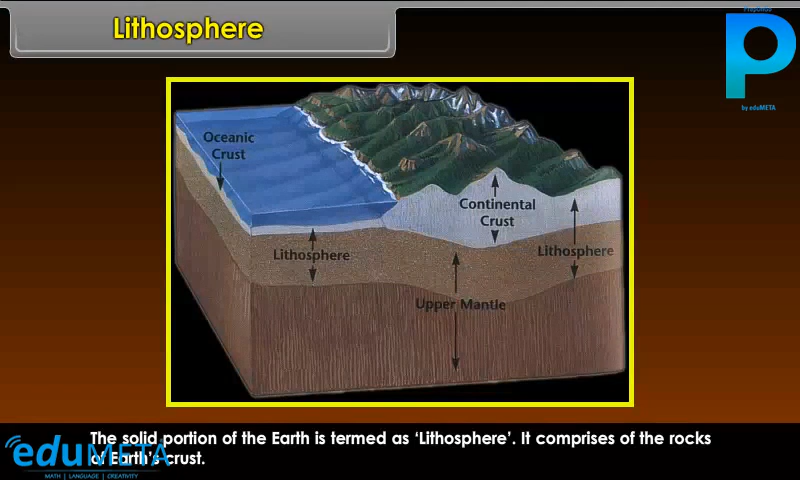 Lithosphere
by eduMETA
Oceanic
Crust
Continental
Crust
Lithosphere
Lithosphere
Upper Mantle
The solid portion of the Earth is termed as ‘Lithosphere’. It comprises of the rocks
of Earth’s crust.
eduMETA
MATH | LANGUAGE | CREATIVITY